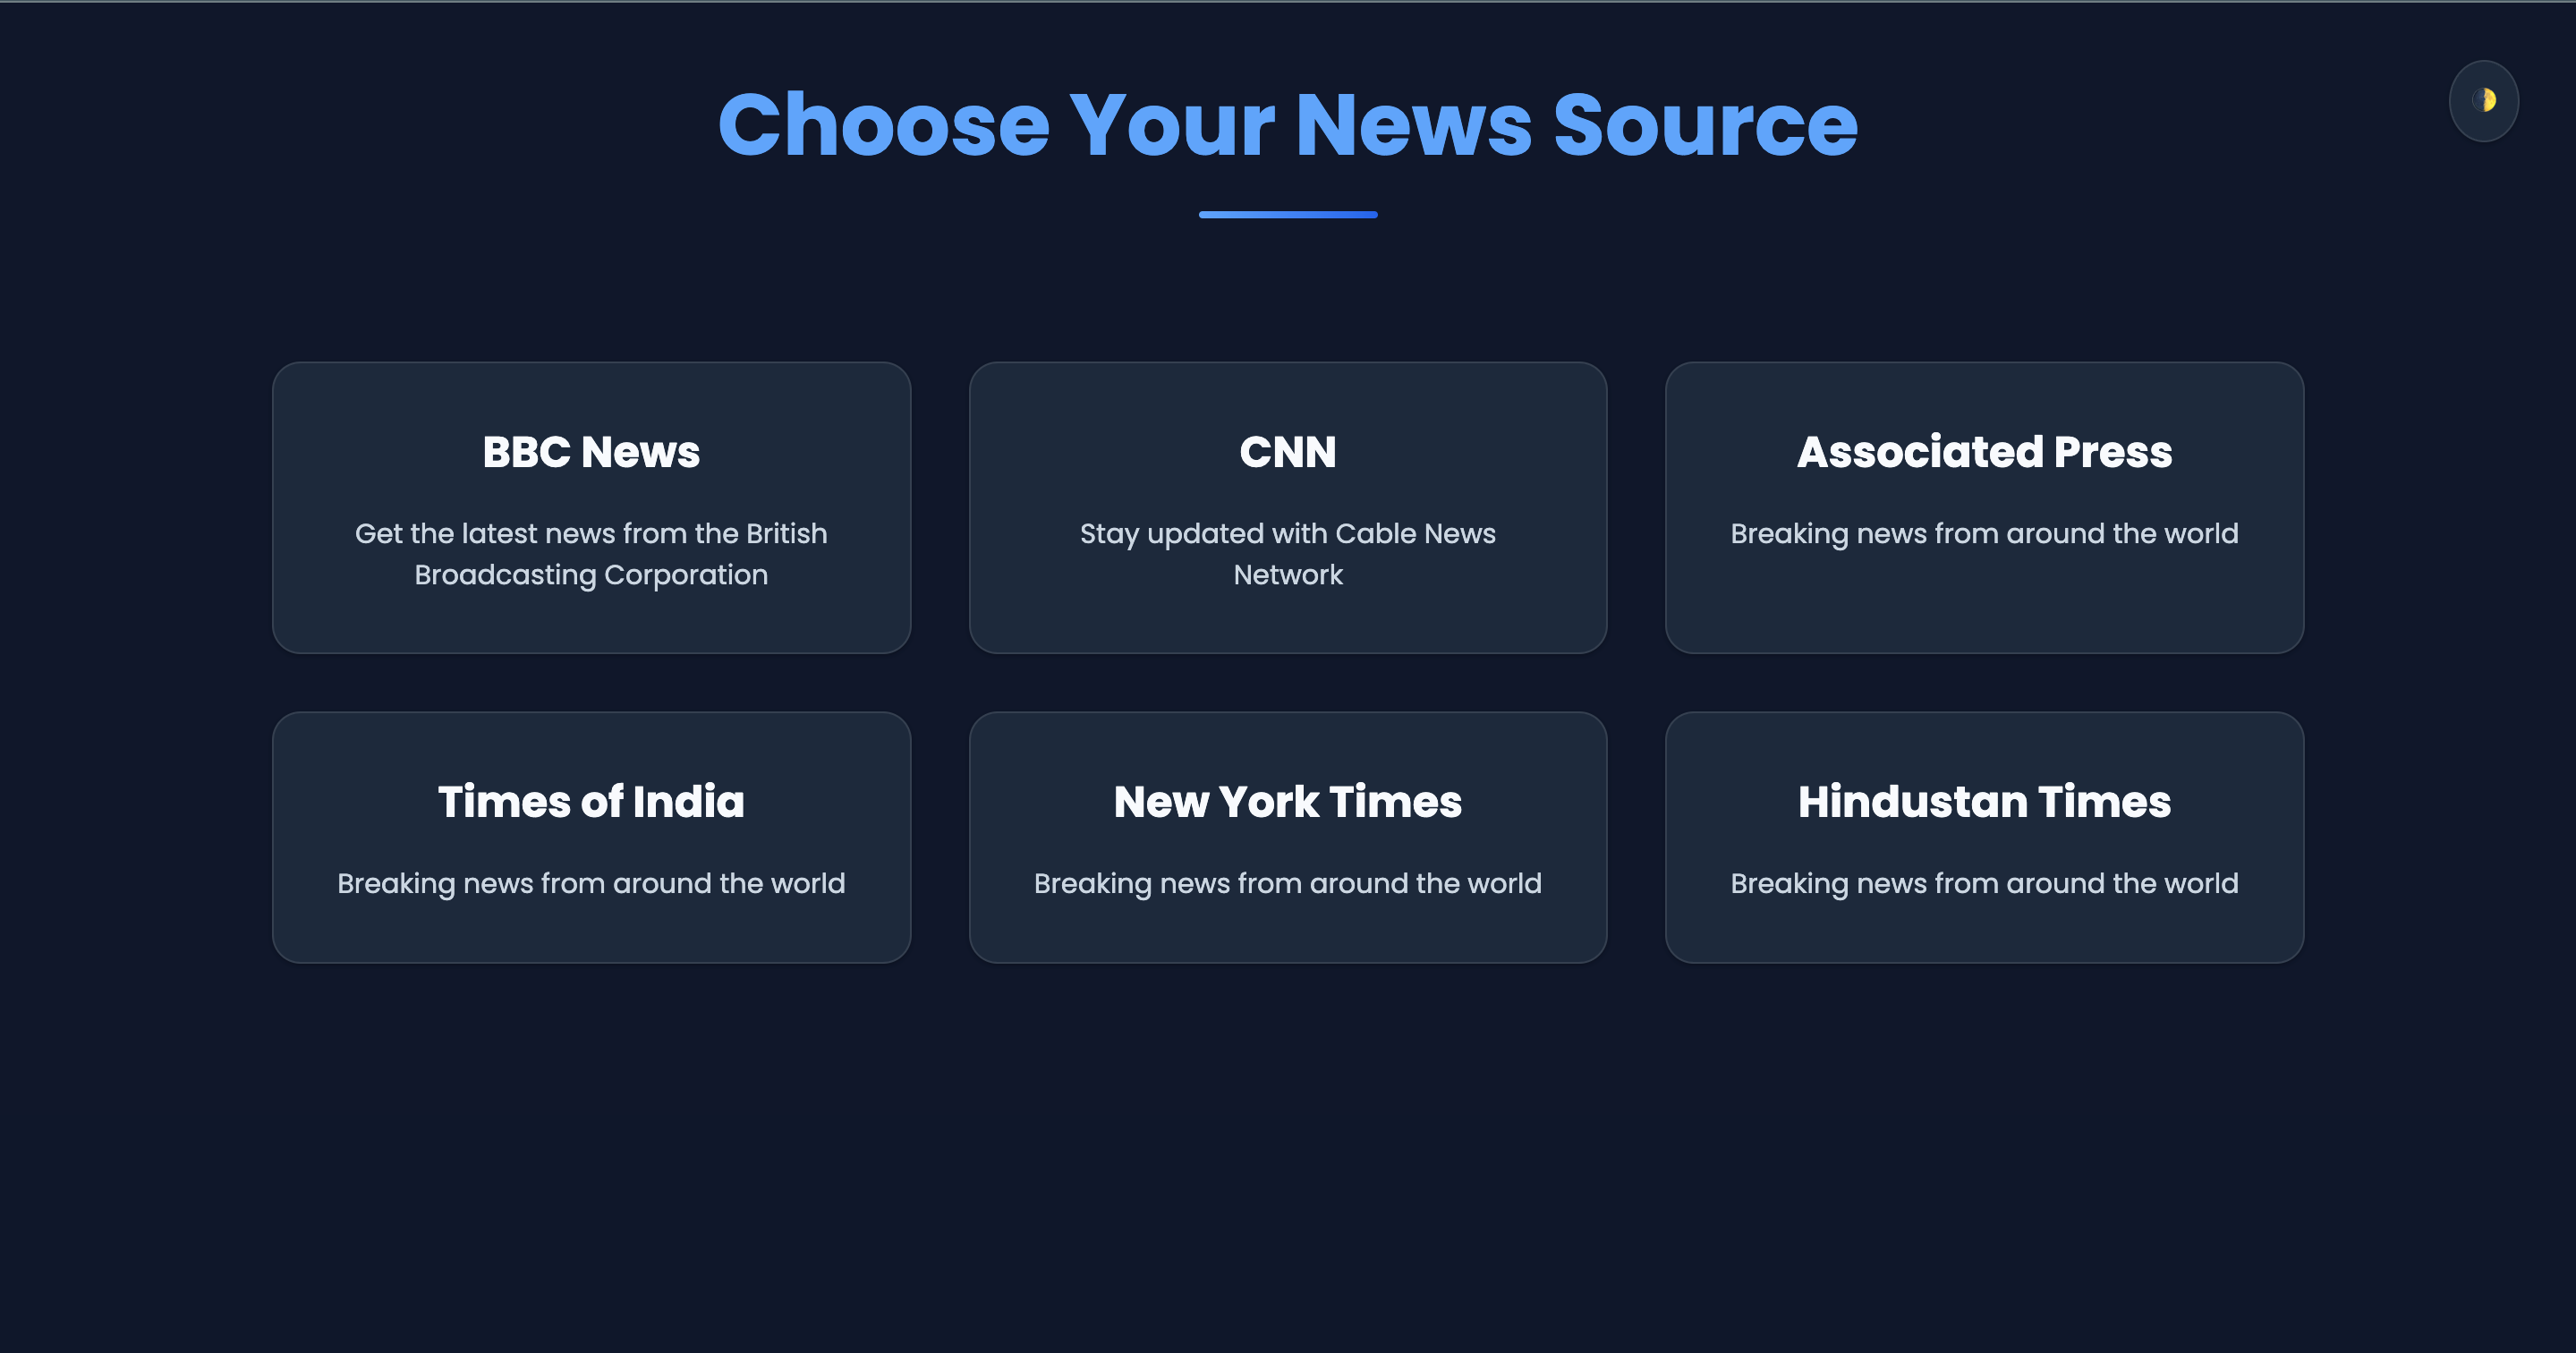 Choose Your News Source
BBC News
Get the latest news from the British
Broadcasting Corporation
CNN
Stay updated with Cable News
Network
Associated Press
Breaking news from around the world
Times of India
Breaking news from around the world
New York Times
Breaking news from around the world
Hindustan Times
Breaking news from around the world